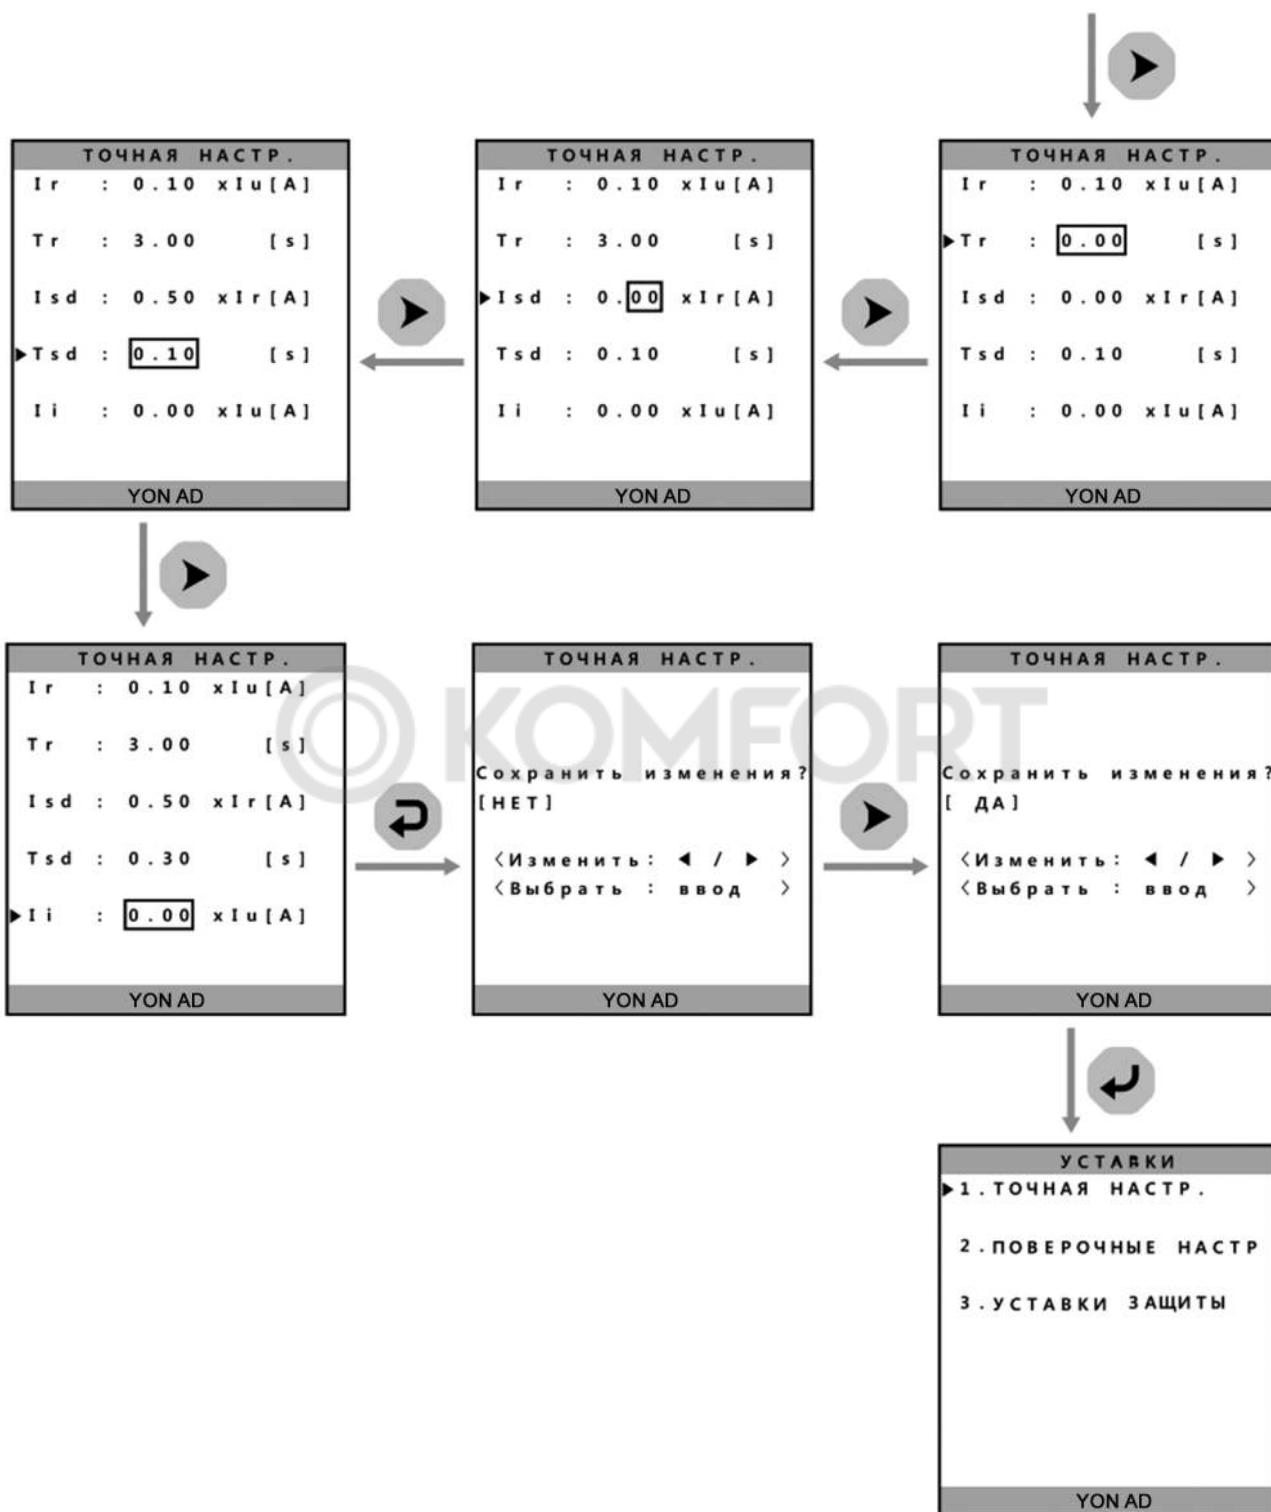 ТОЧНАЯ НАСТР.
Ir : 0.10 xIu[A]
Tr : 3.00 [s]
Isd : 0.50 xIr[A]
▶Tsd : 0.10 [s]
Ii : 0.00 xIu[A]
YON AD
ТОЧНАЯ НАСТР.
Ir : 0.10 xIu[A]
Tr : 3.00 [s]
▶Isd : 0.00 xIr[A]
Tsd : 0.10 [s]
Ii : 0.00 xIu[A]
YON AD
ТОЧНАЯ НАСТР.
Ir : 0.10 xIu[A]
▶Tr : 0.00 [s]
Isd : 0.00 xIr[A]
Tsd : 0.10 [s]
Ii : 0.00 xIu[A]
YON AD
ТОЧНАЯ НАСТР.
Ir : 0.10 xIu[A]
Tr : 3.00 [s]
Isd : 0.50 xIr[A]
Tsd : 0.30 [s]
▶Ii : 0.00 xIu[A]
YON AD
ТОЧНАЯ НАСТР.
Сохранить изменения?
[НЕТ]
<Изменить: ◀ / ▶ >
<Выбрать : ввод >
YON AD
ТОЧНАЯ НАСТР.
Сохранить изменения?
[ ДА]
<Изменить: ◀ / ▶ >
<Выбрать : ввод >
YON AD
KOMFORT
УСТАВКИ
▶1.ТОЧНАЯ НАСТР.
2.ПОВЕРОЧНЫЕ НАСТР
3.УСТАВКИ ЗАЩИТЫ
YON AD